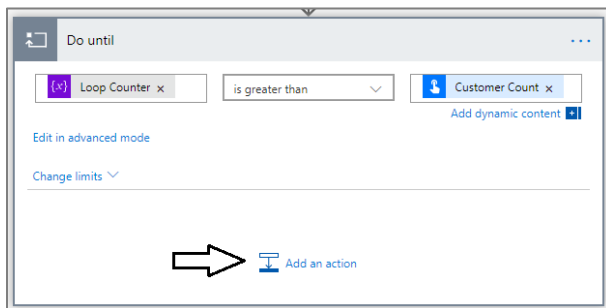 Do until
{x} Loop Counter x is greater than Customer Count x
Add dynamic content
Edit in advanced mode
Change limits
Add an action